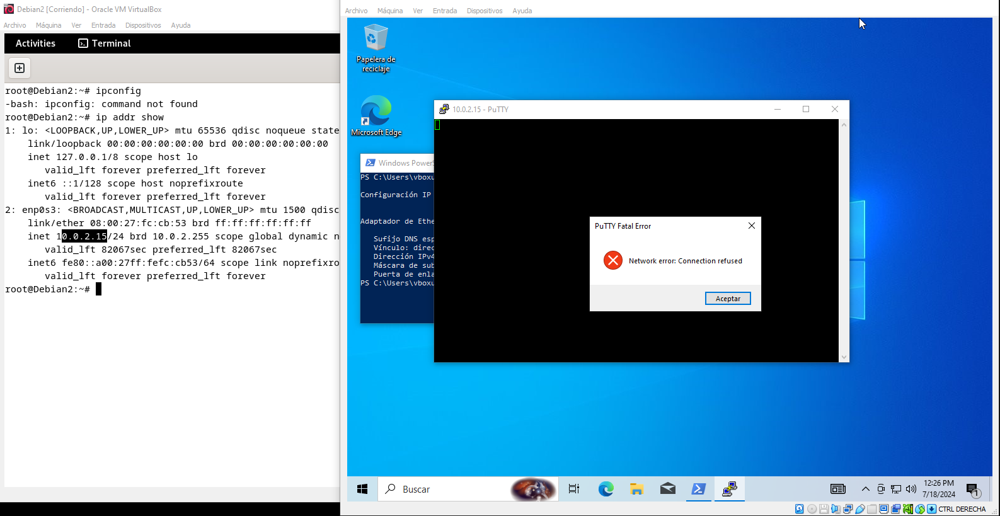 Debian2 [Corriendo] - Oracle VM VirtualBox
Archivo Máquina Ver Entrada Dispositivos Ayuda
Activities Terminal
root@Debian2:~# ipconfig
-bash: ipconfig: command not found
root@Debian2:~# ip addr show
1: lo: <LOOPBACK,UP,LOWER_UP> mtu 65536 qdisc noqueue state
link/loopback 00:00:00:00:00:00 brd 00:00:00:00:00:00
inet 127.0.0.1/8 scope host lo
valid_lft forever preferred_lft forever
inet6 ::1/128 scope host noprefixroute
valid_lft forever preferred_lft forever
2: enp0s3: <BROADCAST,MULTICAST,UP,LOWER_UP> mtu 1500 qdisc
link/ether 08:00:27:fc:cb:53 brd ff:ff:ff:ff:ff:ff
inet 10.0.2.15/24 brd 10.0.2.255 scope global dynamic n
valid_lft 82067sec preferred_lft 82067sec
inet6 fe80::a00:27ff:fefc:cb53/64 scope link noprefixro
valid_lft forever preferred_lft forever
root@Debian2:~#
Archivo Máquina Ver Entrada Dispositivos Ayuda
Papelera de
reciclaje
Microsoft Edge
Windows PowerS
PS C:\Users\vboxu
Configuración IP
Adaptador de Ethe
Sufijo DNS esp
Vínculo: direc
Dirección IPv4
Máscara de sub
Puerta de enla
PS C:\Users\vboxu
10.0.2.15 - PuTTY
PuTTY Fatal Error
Network error: Connection refused
Aceptar
Buscar
12:26 PM
7/18/2024
1
CTRL DERECHA